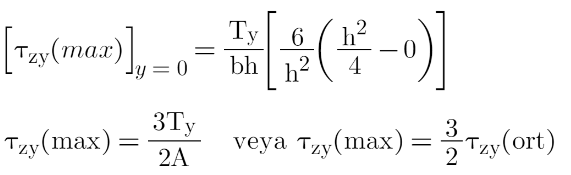 [τzy(max)]y = 0 = Ty/bh [6/h² (h²/4 − 0)]
τzy(max) = 3Ty/2A veya τzy(max) = 3/2 τzy(ort)